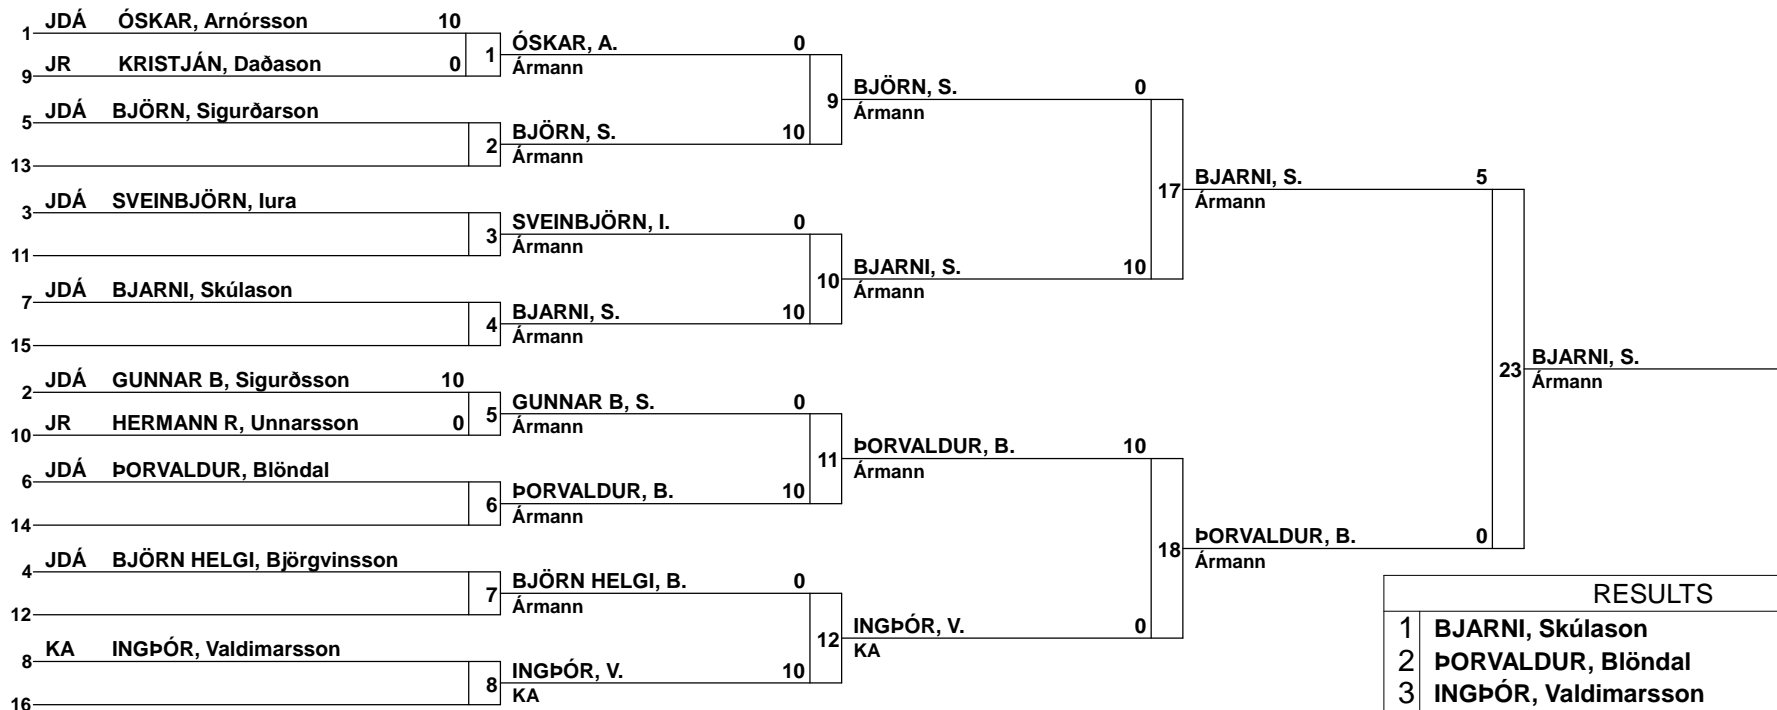 1 JDÁ ÓSKAR, Arnórsson 10
9 JR KRISTJÁN, Daðason 0
1
5 JDÁ BJÖRN, Sigurðarson
13
2
3 JDÁ SVEINBJÖRN, Iura
11
3
7 JDÁ BJARNI, Skúlason
15
4
2 JDÁ GUNNAR B, Sigurðsson 10
10 JR HERMANN R, Unnarsson 0
5
6 JDÁ ÞORVALDUR, Blöndal
14
6
4 JDÁ BJÖRN HELGI, Björgvinsson
12
7
8 KA INGÞÓR, Valdimarsson
16
8
ÓSKAR, A. 0
Ármann
9
BJÖRN, S. 10
Ármann
SVEINBJÖRN, I. 0
Ármann
10
BJARNI, S. 10
Ármann
GUNNAR B, S. 0
Ármann
11
ÞORVALDUR, B. 10
Ármann
BJÖRN HELGI, B. 0
Ármann
12
INGÞÓR, V. 10
KA
BJÖRN, S. 0
Ármann
17
BJARNI, S. 10
Ármann
ÞORVALDUR, B. 10
Ármann
18
INGÞÓR, V. 0
KA
BJARNI, S. 5
Ármann
23
ÞORVALDUR, B. 0
Ármann
BJARNI, S.
Ármann
RESULTS
1 BJARNI, Skúlason
2 ÞORVALDUR, Blöndal
3 INGÞÓR, Valdimarsson